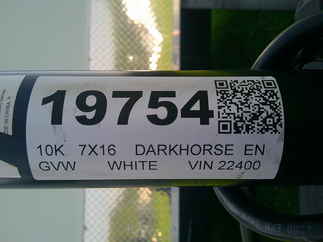 19754
10K 7X16 DARKHORSE EN
GVW WHITE VIN 22400